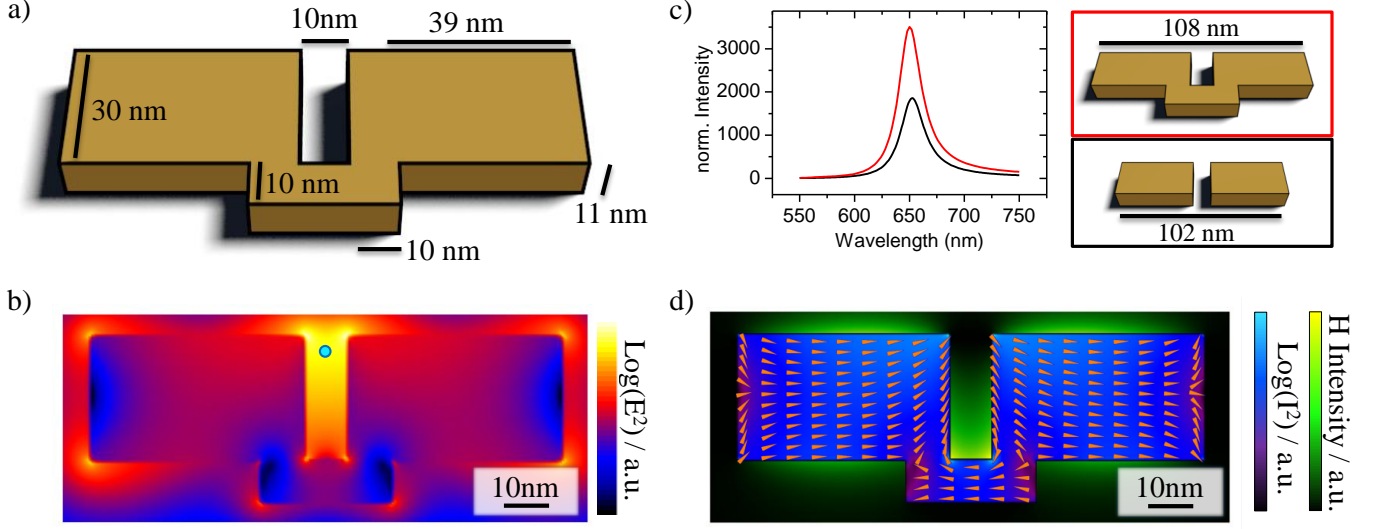 a)
10nm
39 nm
30 nm
10 nm
11 nm
10 nm
b)
Log(E²) / a.u.
10nm
c)
norm. Intensity
3000
2000
1000
0
550
600
650
700
750
Wavelength (nm)
108 nm
102 nm
d)
10nm
Log(I²) / a.u.
H Intensity / a.u.